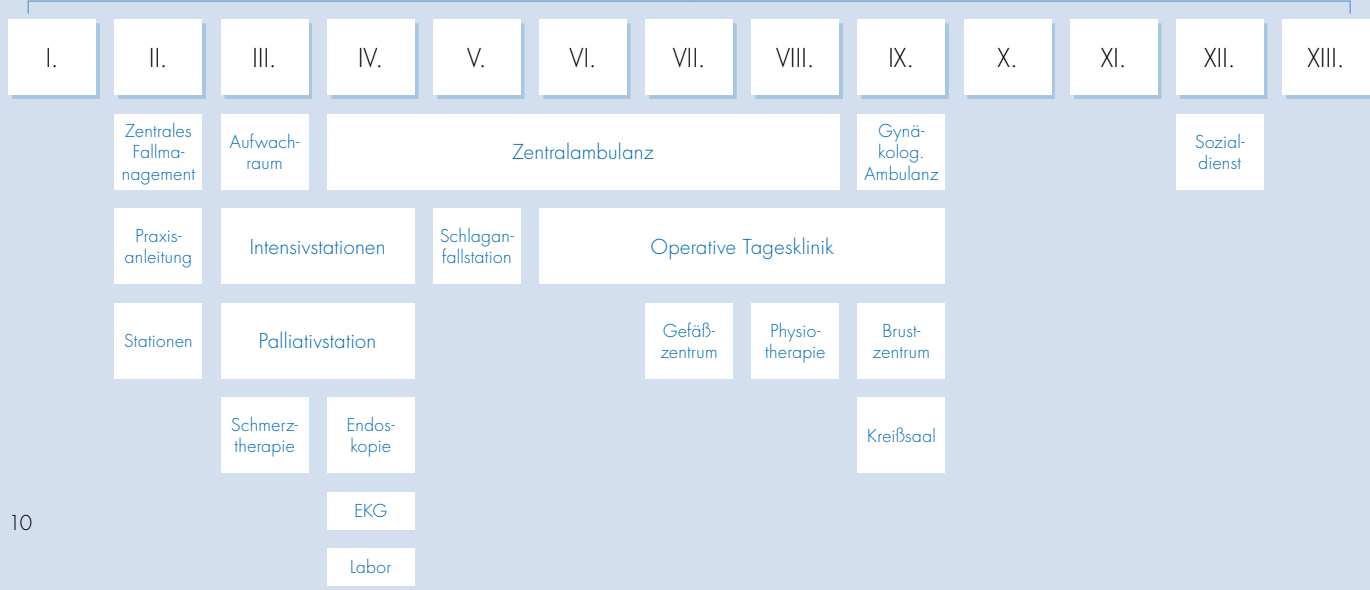 I. II. III. IV. V. VI. VII. VIII. IX. X. XI. XII. XIII.
Zentrales
Fallma-
nagement
Aufwach-
raum
Zentralambulanz
Gynä-
kolog.
Ambulanz
Sozial-
dienst
Praxis-
anleitung
Intensivstationen
Schlagan-
fallstation
Operative Tagesklinik
Stationen
Palliativstation
Gefäß-
zentrum
Physio-
therapie
Brust-
zentrum
Schmerz-
therapie
Endos-
kopie
Kreißsaal
EKG
10
Labor